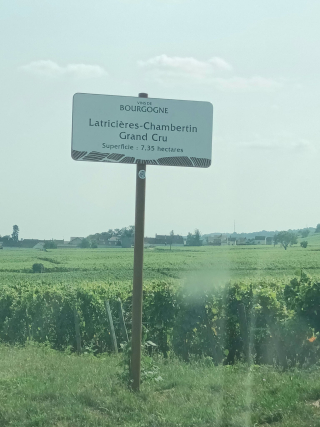 VINS DE
BOURGOGNE
Latricières-Chambertin
Grand Cru
Superficie : 7.35 hectares